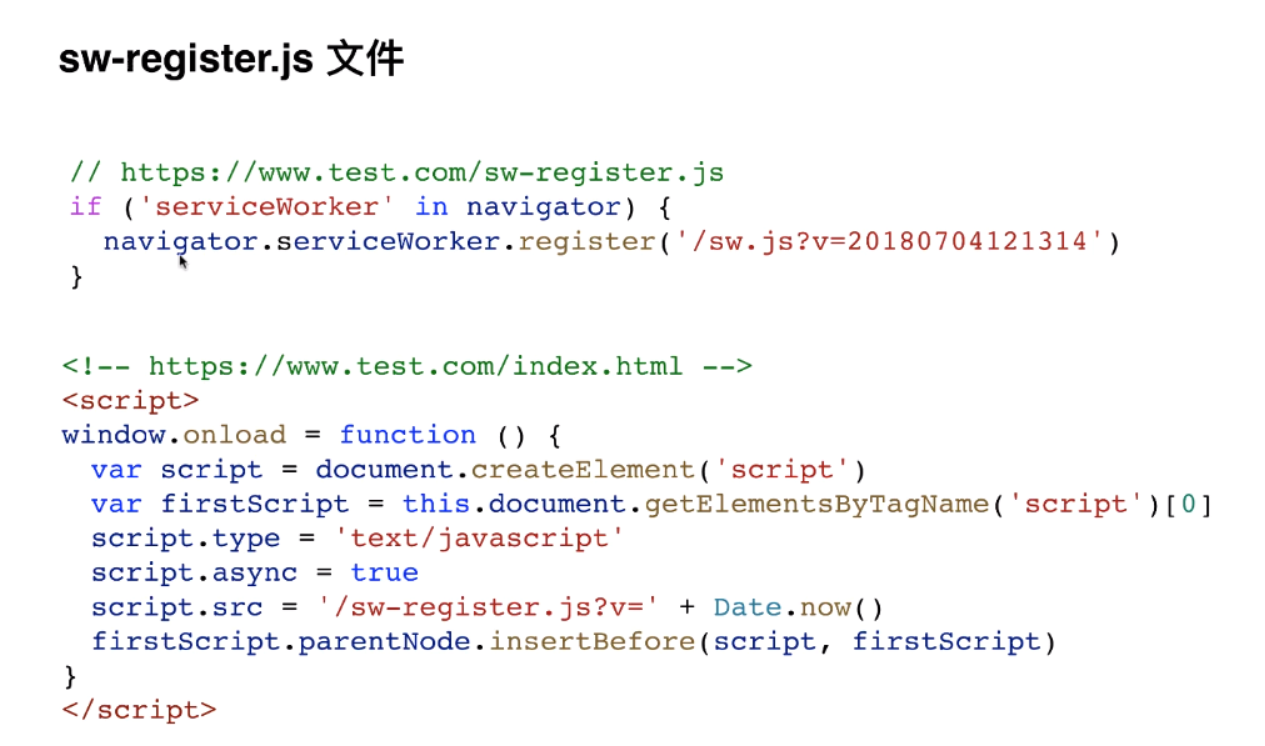 sw-register.js 文件
// https://www.test.com/sw-register.js
if ('serviceWorker' in navigator) {
  navigator.serviceWorker.register('/sw.js?v=20180704121314')
}
<!-- https://www.test.com/index.html -->
<script>
window.onload = function () {
  var script = document.createElement('script')
  var firstScript = this.document.getElementsByTagName('script')[0]
  script.type = 'text/javascript'
  script.async = true
  script.src = '/sw-register.js?v=' + Date.now()
  firstScript.parentNode.insertBefore(script, firstScript)
}
</script>